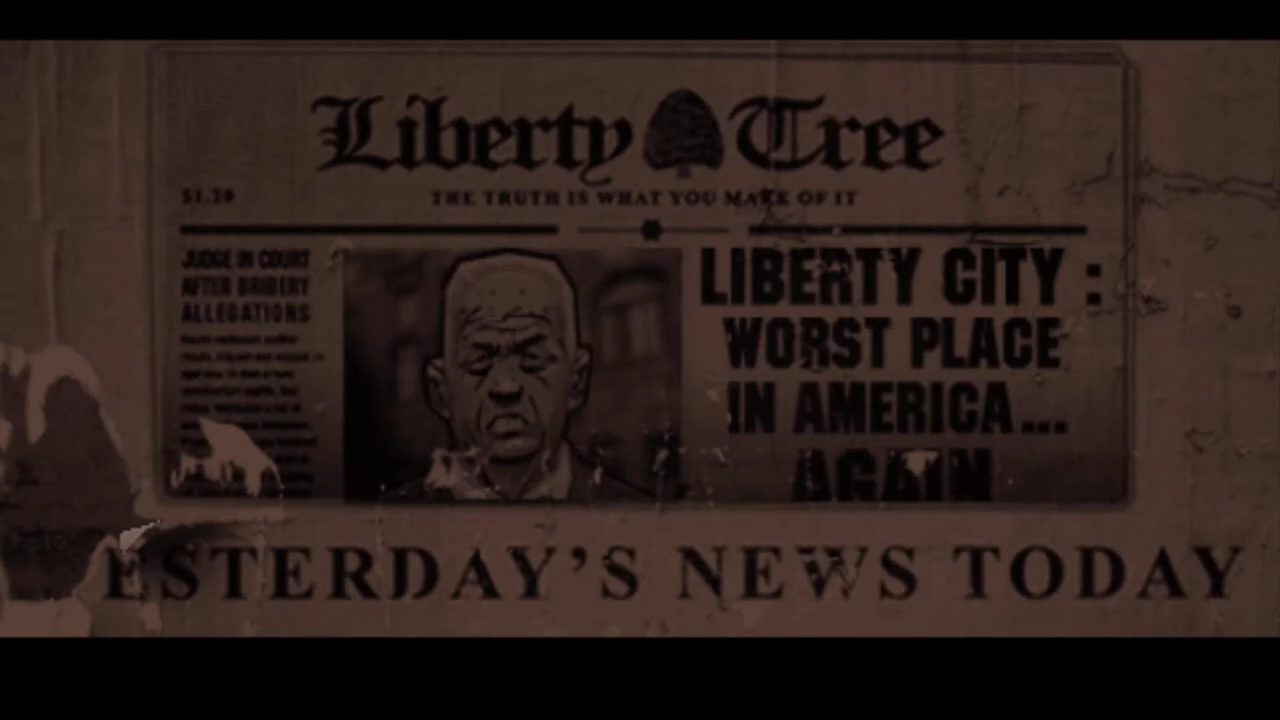 Liberty Tree
$1.20
THE TRUTH IS WHAT YOU MAKE OF IT
JUDGE IN COURT
AFTER BRIBERY
ALLEGATIONS
LIBERTY CITY :
WORST PLACE
IN AMERICA...
AGAIN
ESTERDAY'S NEWS TODAY